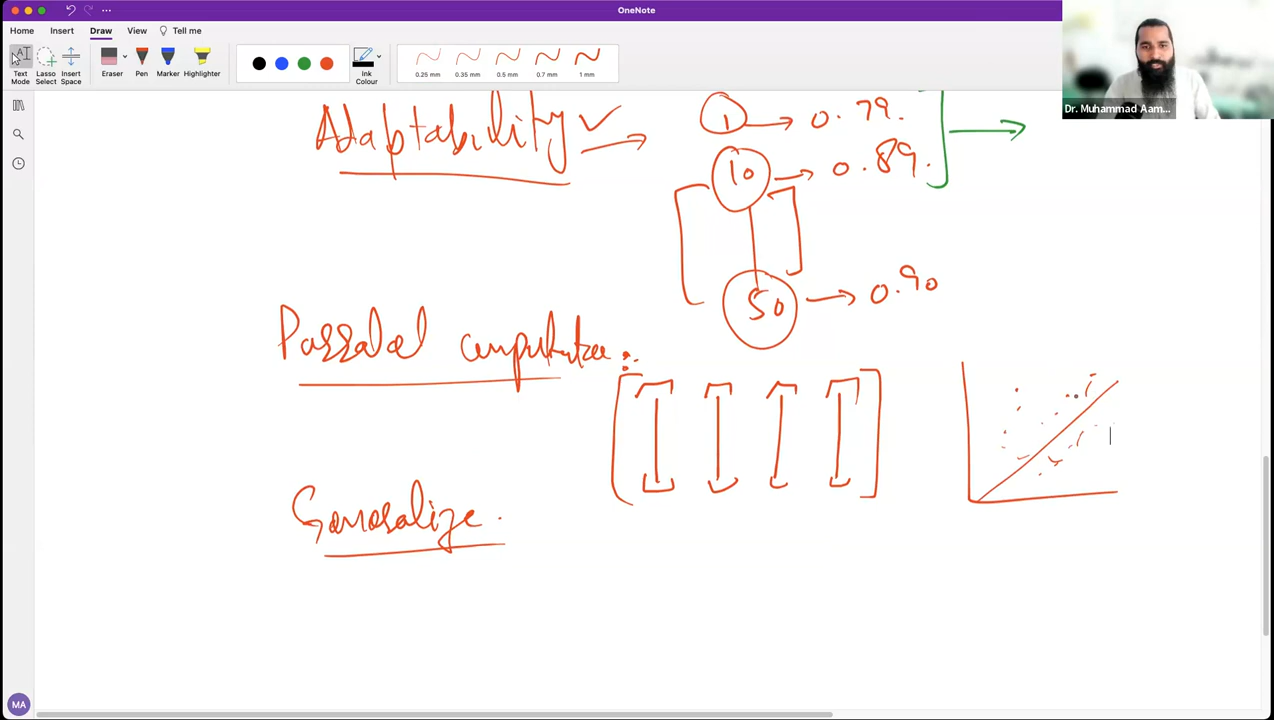 OneNote
Home Insert Draw View Tell me
Text Mode
Lasso Select
Insert Space
Eraser
Pen
Marker
Highlighter
Ink Colour
0.25 mm 0.35 mm 0.5 mm 0.7 mm 1 mm
Dr. Muhammad Aam...
Adaptability ✓ → 1 → 0.79.
10 → 0.89.
50 → 0.90
Parralel computation:
Genralize.
MA